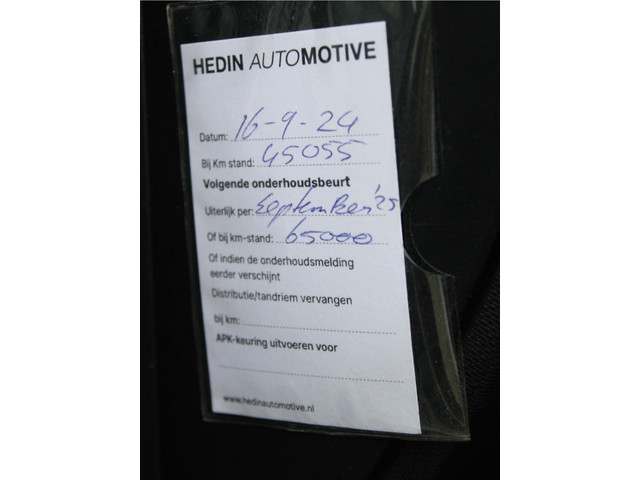 HEDIN AUTOMOTIVE
Datum: 16-9-24
Bij Km stand: 45055
Volgende onderhoudsbeurt
Uiterlijk per: September '25
Of bij km-stand: 65000
Of indien de onderhoudsmelding
eerder verschijnt
Distributie/tandriem vervangen
bij km:
APK-keuring uitvoeren voor
www.hedinautomotive.nl